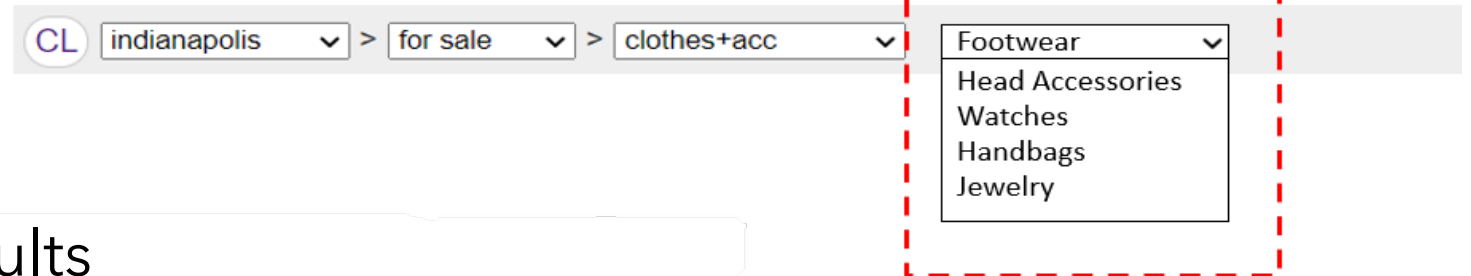 CL indianapolis > for sale > clothes+acc Footwear
Head Accessories
Watches
Handbags
Jewelry
ults